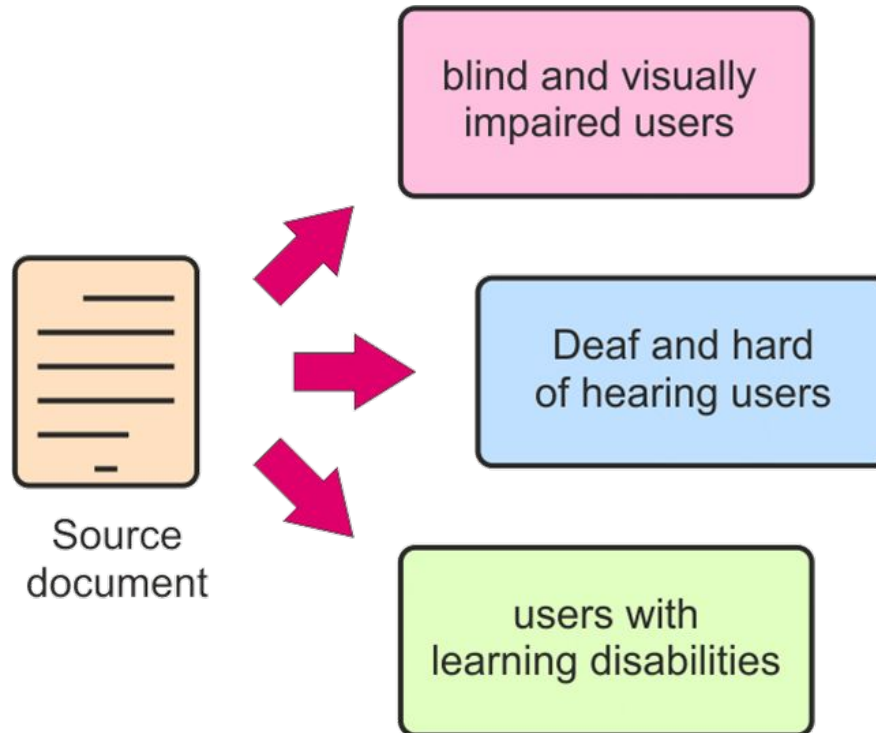 blind and visually
impaired users
Deaf and hard
of hearing users
Source
document
users with
learning disabilities